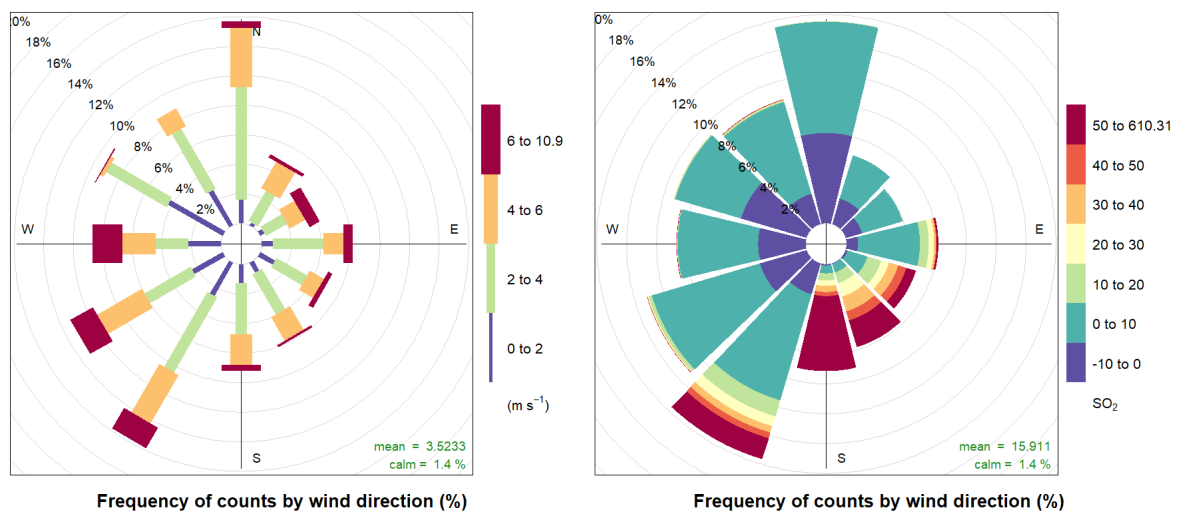 0%
18%
16%
14%
12%
10%
8%
6%
4%
2%
N
W
E
S
mean = 3.5233
calm = 1.4 %
6 to 10.9
4 to 6
2 to 4
0 to 2
(m s⁻¹)
Frequency of counts by wind direction (%)
0%
18%
16%
14%
12%
10%
8%
6%
4%
2%
W
E
S
mean = 15.911
calm = 1.4 %
50 to 610.31
40 to 50
30 to 40
20 to 30
10 to 20
0 to 10
-10 to 0
SO₂
Frequency of counts by wind direction (%)